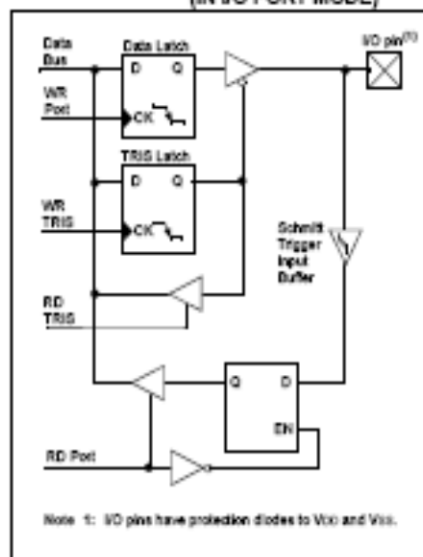 (IN I/O PORT MODE)
Data
Bus
Data Latch
I/O pin(1)
D Q
WR
Port
CK
TRIS Latch
D Q
WR
TRIS
CK
Schmitt
Trigger
Input
Buffer
RD
TRIS
Q D
EN
RD Port
Note 1: I/O pins have protection diodes to VDD and VSS.